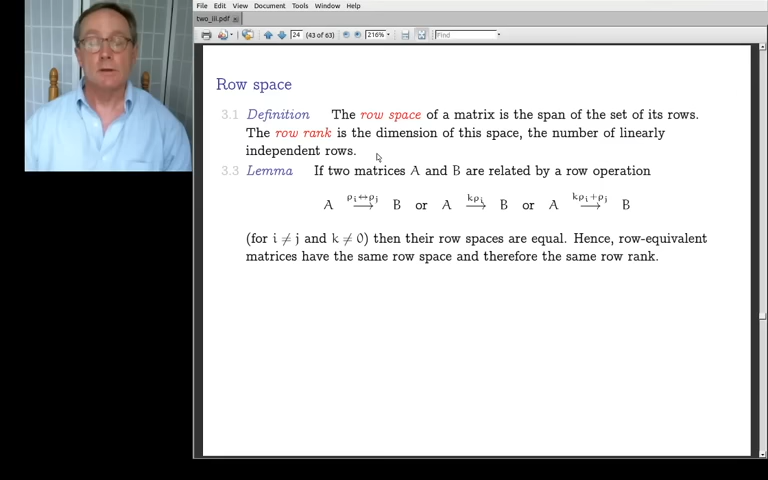 File Edit View Document Tools Window Help
two_iii.pdf
24 (43 of 63) 216% Find
Row space
3.1 Definition The row space of a matrix is the span of the set of its rows.
The row rank is the dimension of this space, the number of linearly
independent rows.
3.3 Lemma If two matrices A and B are related by a row operation
A ρi↔ρj ⟶ B or A kρi ⟶ B or A kρi+ρj ⟶ B
(for i ≠ j and k ≠ 0) then their row spaces are equal. Hence, row-equivalent
matrices have the same row space and therefore the same row rank.